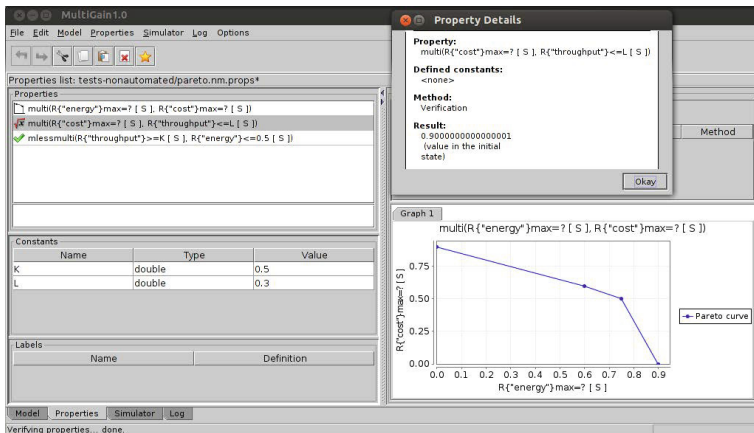 MultiGain1.0
File Edit Model Properties Simulator Log Options
Properties list: tests-nonautomated/pareto.nm.props*
Properties
multi(R{"energy"}max=? [ S ], R{"cost"}max=? [ S ])
multi(R{"cost"}max=? [ S ], R{"throughput"}<=L [ S ])
mlessmulti(R{"throughput"}>=K [ S ], R{"energy"}<=0.5 [ S ])
Constants
Name Type Value
K double 0.5
L double 0.3
Labels
Name Definition
Property Details
Property:
multi(R{"cost"}max=? [ S ], R{"throughput"}<=L [ S ])
Defined constants:
<none>
Method:
Verification
Result:
0.9000000000000001
(value in the initial
state)
Okay
Method
Graph 1
multi(R{"energy"}max=? [ S ], R{"cost"}max=? [ S ])
R{"cost"}max=? [ S ]
0.75
0.50
0.25
0.00
0.0 0.1 0.2 0.3 0.4 0.5 0.6 0.7 0.8 0.9
R{"energy"}max=? [ S ]
Pareto curve
Model Properties Simulator Log
Verifying properties... done.